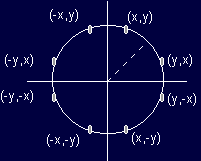 (-x,y) (x,y)
(-y,x) (y,x)
(-y,-x) (y,-x)
(-x,-y) (x,-y)